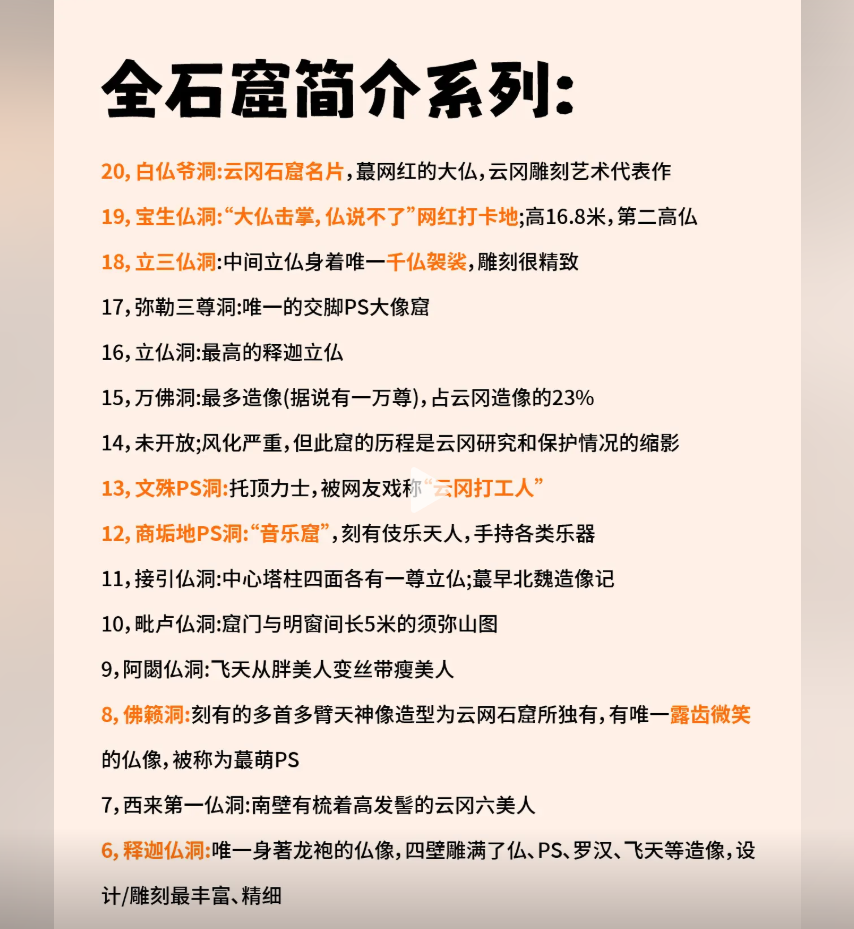 全石窟简介系列:
20, 白仏爷洞:云冈石窟名片,蕞网红的大仏,云冈雕刻艺术代表作
19, 宝生仏洞:“大仏击掌, 仏说不了”网红打卡地;高16.8米,第二高仏
18, 立三仏洞:中间立仏身着唯一千仏袈裟,雕刻很精致
17,弥勒三尊洞:唯一的交脚PS大像窟
16,立仏洞:最高的释迦立仏
15,万佛洞:最多造像(据说有一万尊),占云冈造像的23%
14,未开放;风化严重,但此窟的历程是云冈研究和保护情况的缩影
13, 文殊PS洞:托顶力士,被网友戏称“云冈打工人”
12, 商垢地PS洞:“音乐窟”,刻有伎乐天人,手持各类乐器
11,接引仏洞:中心塔柱四面各有一尊立仏;蕞早北魏造像记
10,毗卢仏洞:窟门与明窗间长5米的须弥山图
9,阿閦仏洞:飞天从胖美人变丝带瘦美人
8, 佛籁洞:刻有的多首多臂天神像造型为云网石窟所独有,有唯一露齿微笑
的仏像,被称为蕞萌PS
7,西来第一仏洞:南壁有梳着高发髻的云冈六美人
6, 释迦仏洞:唯一身著龙袍的仏像,四壁雕满了仏、PS、罗汉、飞天等造像,设
计/雕刻最丰富、精细